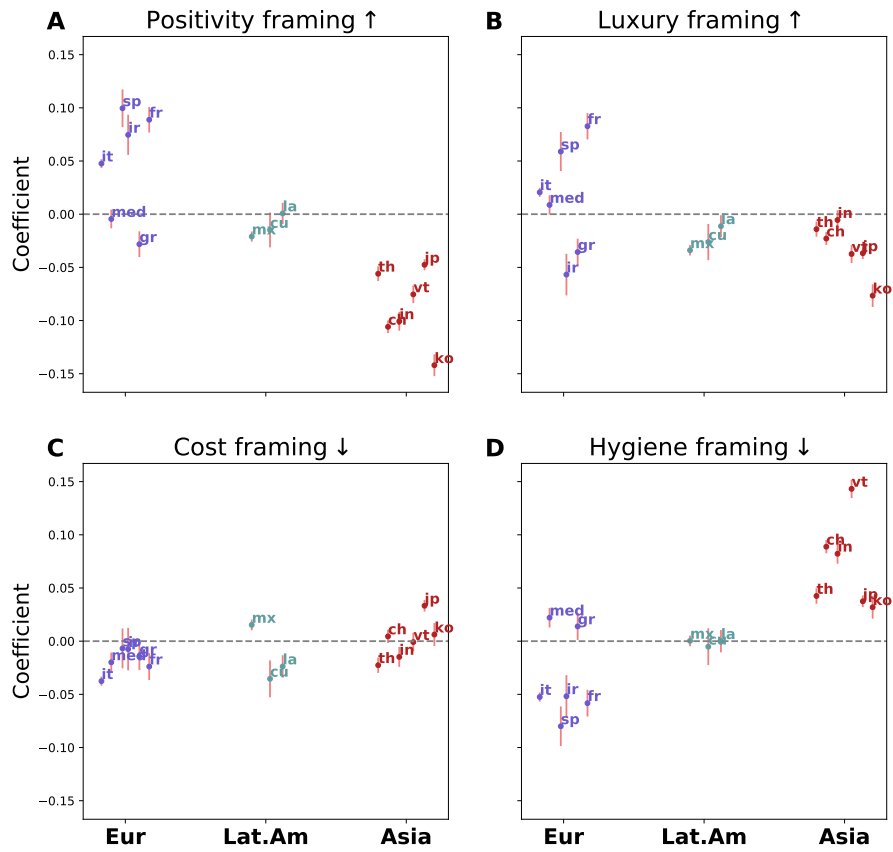 A Positivity framing ↑
Coefficient
0.15
0.10
0.05
0.00
−0.05
−0.10
−0.15
it
med
sp
ir
gr
fr
mx
cu
la
th
ch
in
vt
jp
ko
B Luxury framing ↑
it
med
sp
ir
gr
fr
mx
cu
la
th
ch
in
vt
jp
ko
C Cost framing ↓
Coefficient
0.15
0.10
0.05
0.00
−0.05
−0.10
−0.15
it
med
sp
ir
gr
fr
mx
cu
la
th
ch
in
vt
jp
ko
Eur Lat.Am Asia
D Hygiene framing ↓
it
med
sp
ir
gr
fr
mx
cu
la
th
ch
in
vt
jp
ko
Eur Lat.Am Asia